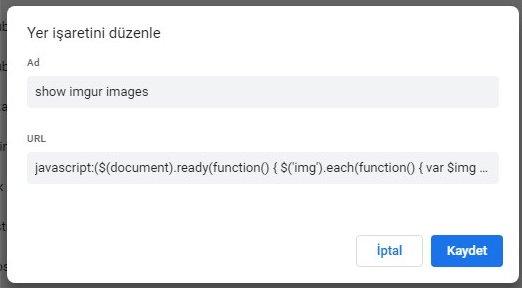 Yer işaretini düzenle
Ad
show imgur images
URL
javascript:($(document).ready(function() { $('img').each(function() { var $img ...
İptal
Kaydet